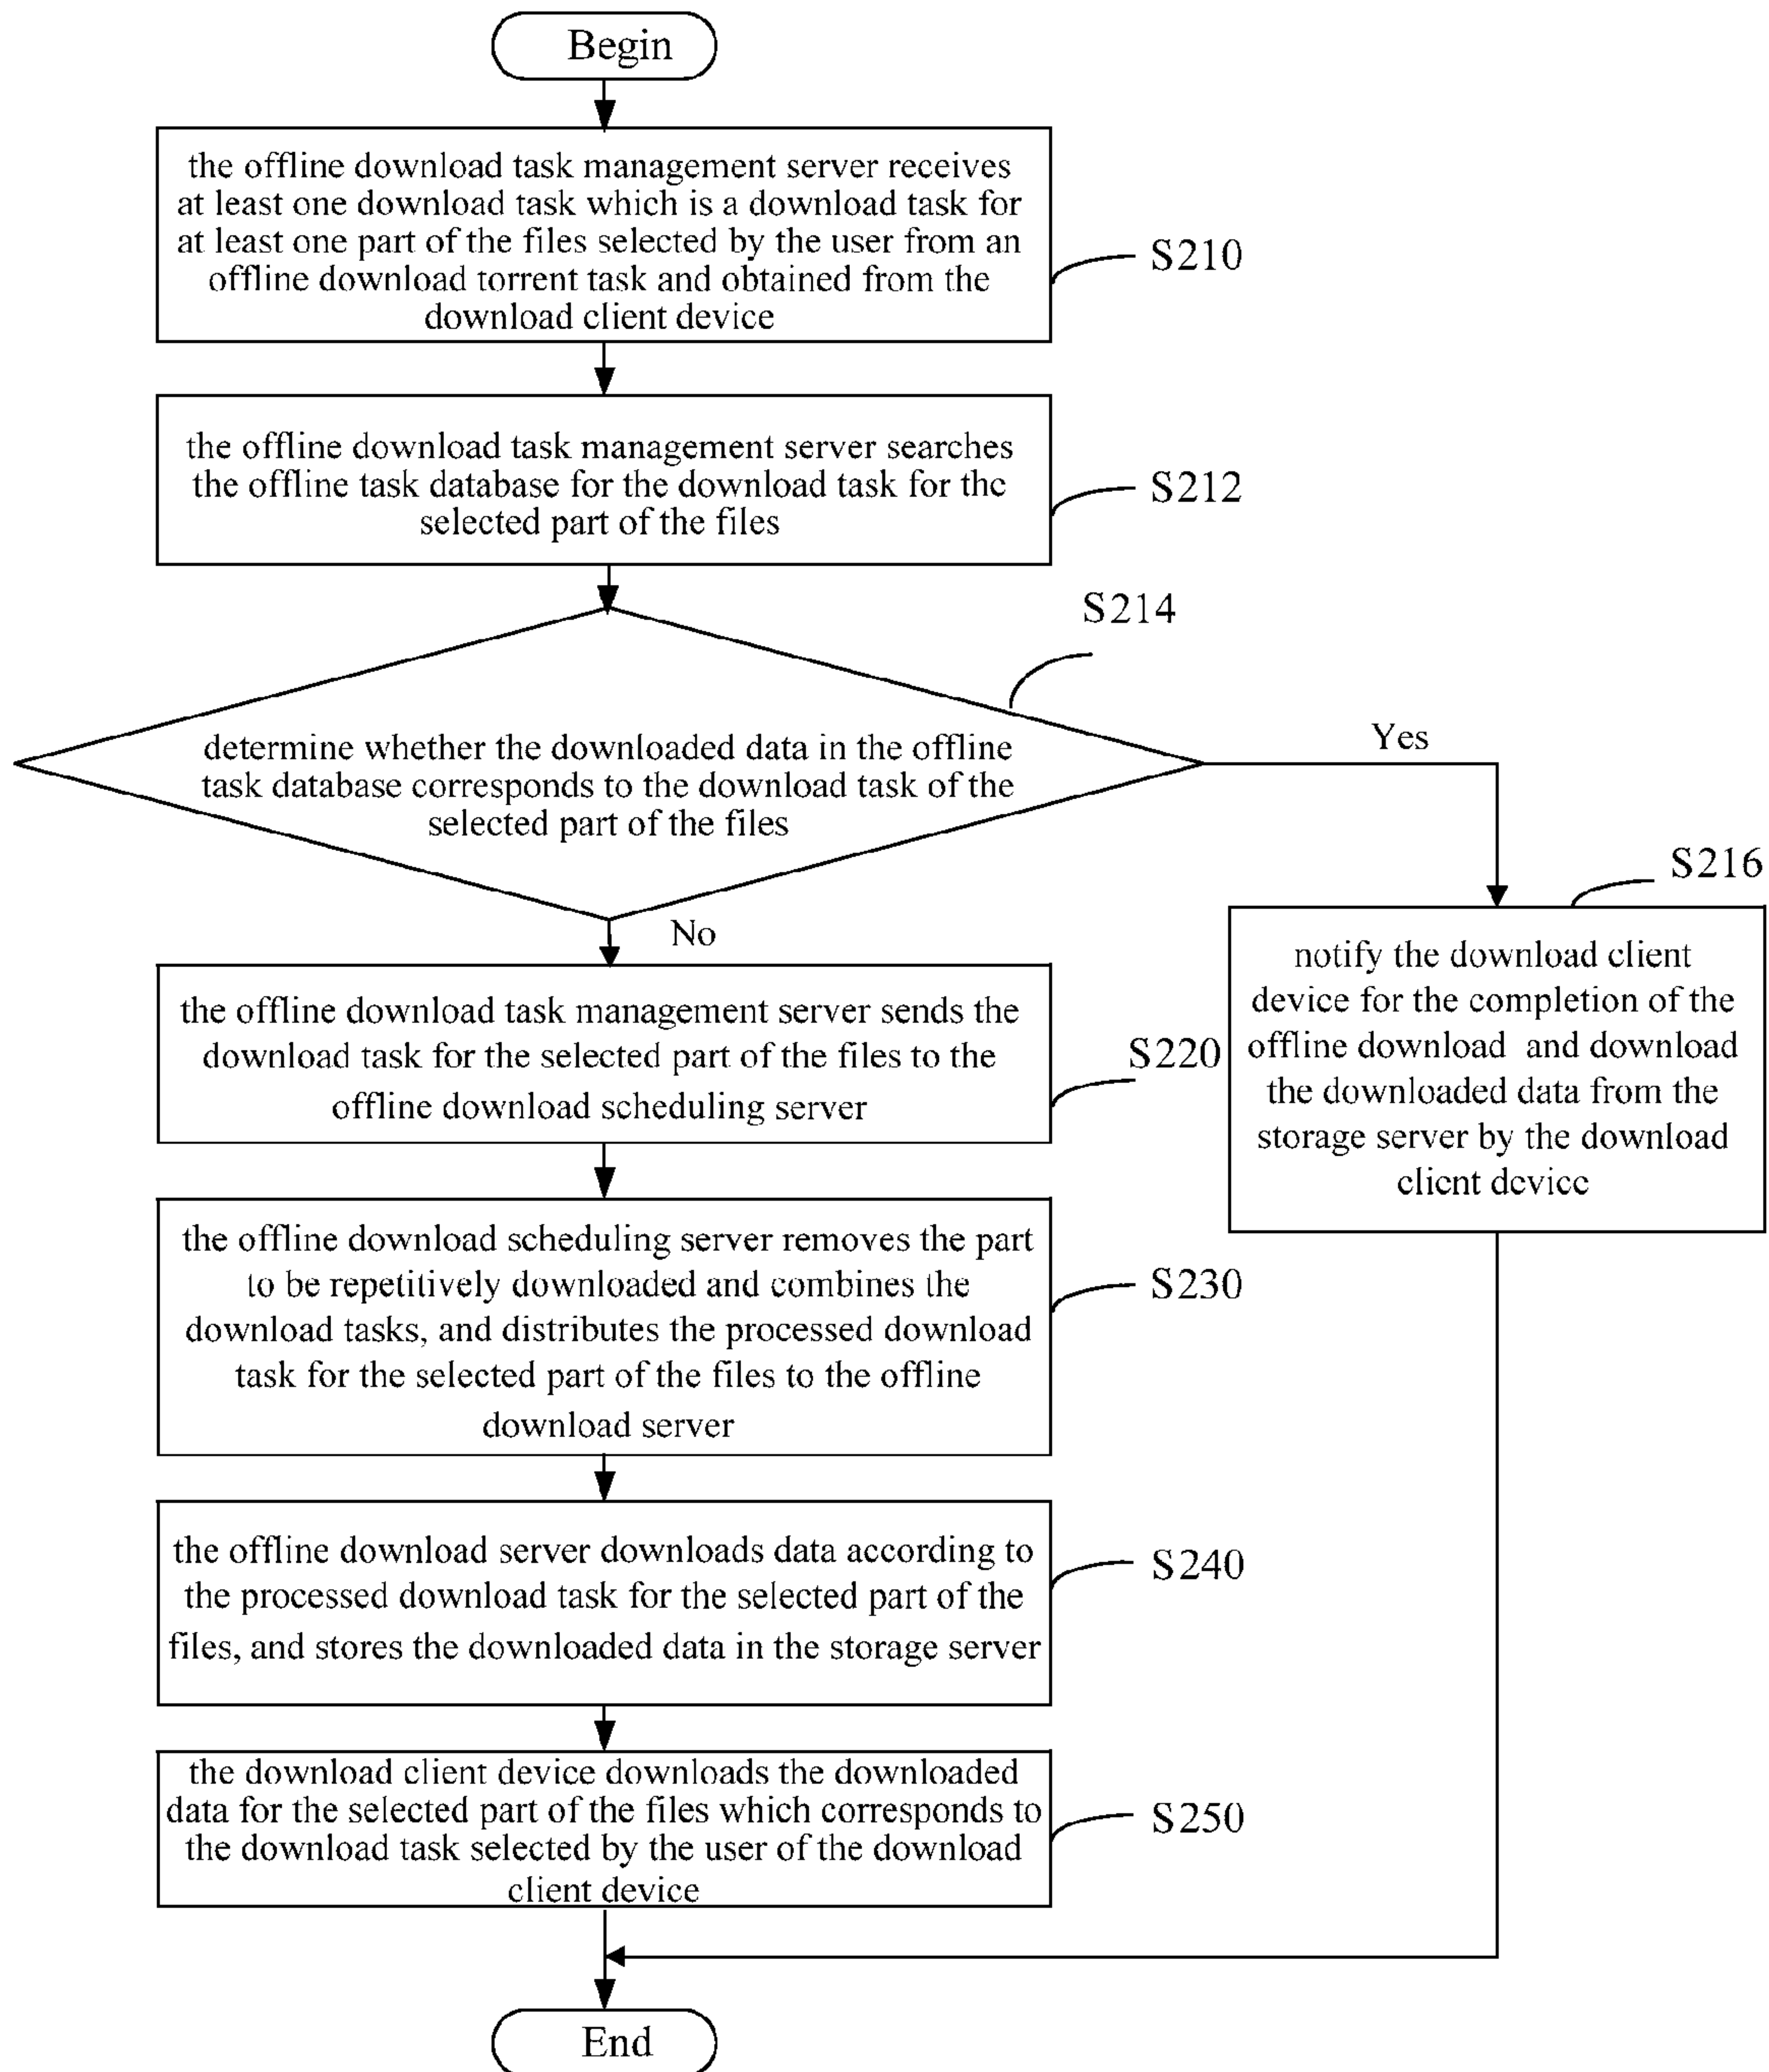 Begin
the offline download task management server receives
at least one download task which is a download task for
at least one part of the files selected by the user from an
offline download torrent task and obtained from the
download client device
S210
the offline download task management server searches
the offline task database for the download task for the
selected part of the files
S212
S214
determine whether the downloaded data in the offline
task database corresponds to the download task of the
selected part of the files
Yes
No
S216
notify the download client
device for the completion of the
offline download and download
the downloaded data from the
storage server by the download
client device
the offline download task management server sends the
download task for the selected part of the files to the
offline download scheduling server
S220
the offline download scheduling server removes the part
to be repetitively downloaded and combines the
download tasks, and distributes the processed download
task for the selected part of the files to the offline
download server
S230
the offline download server downloads data according to
the processed download task for the selected part of the
files, and stores the downloaded data in the storage server
S240
the download client device downloads the downloaded
data for the selected part of the files which corresponds to
the download task selected by the user of the download
client device
S250
End